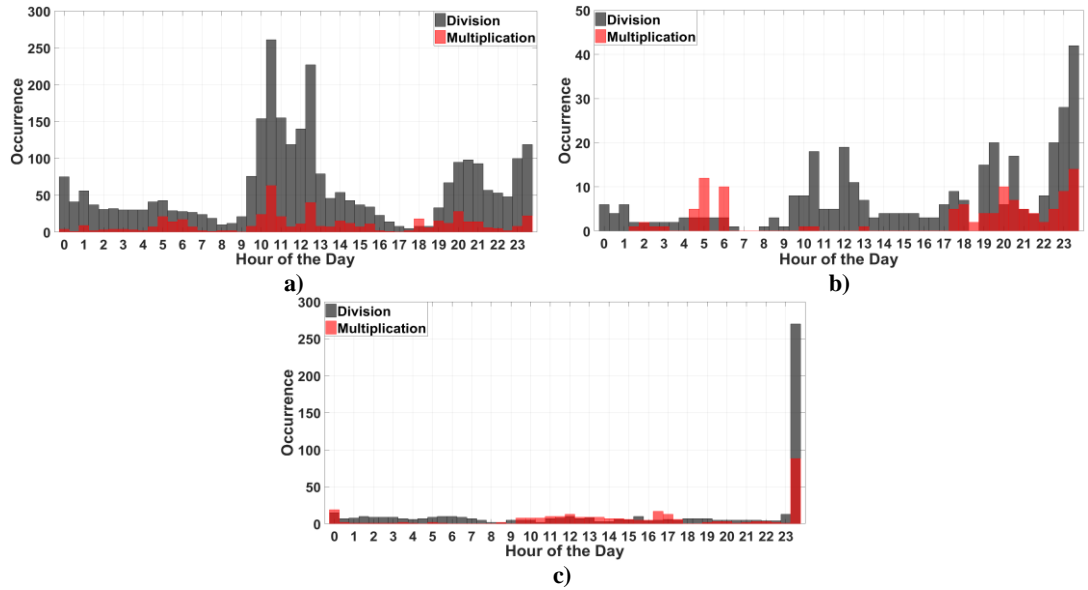 300
250
200
150
100
50
0
Occurrence
Division
Multiplication
0 1 2 3 4 5 6 7 8 9 10 11 12 13 14 15 16 17 18 19 20 21 22 23
Hour of the Day
a)
50
40
30
20
10
0
Occurrence
Division
Multiplication
0 1 2 3 4 5 6 7 8 9 10 11 12 13 14 15 16 17 18 19 20 21 22 23
Hour of the Day
b)
300
250
200
150
100
50
0
Occurrence
Division
Multiplication
0 1 2 3 4 5 6 7 8 9 10 11 12 13 14 15 16 17 18 19 20 21 22 23
Hour of the Day
c)